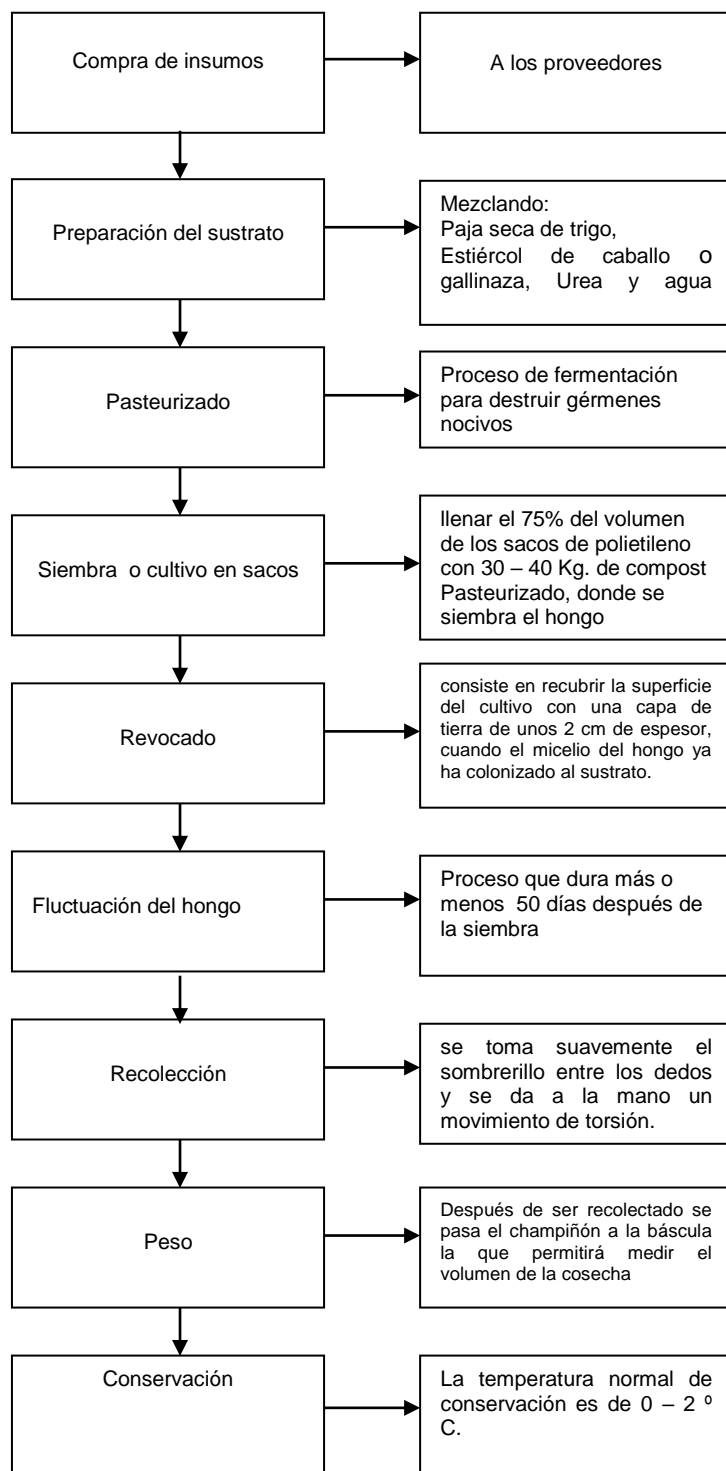 Compra de insumos
A los proveedores
Preparación del sustrato
Mezclando:
Paja seca de trigo,
Estiércol de caballo o
gallinaza, Urea y agua
Pasteurizado
Proceso de fermentación
para destruir gérmenes
nocivos
Siembra o cultivo en sacos
llenar el 75% del volumen
de los sacos de polietileno
con 30 – 40 Kg. de compost
Pasteurizado, donde se
siembra el hongo
Revocado
consiste en recubrir la superficie
del cultivo con una capa de
tierra de unos 2 cm de espesor,
cuando el micelio del hongo ya
ha colonizado al sustrato.
Fluctuación del hongo
Proceso que dura más o
menos 50 días después de
la siembra
Recolección
se toma suavemente el
sombrerillo entre los dedos
y se da a la mano un
movimiento de torsión.
Peso
Después de ser recolectado se
pasa el champiñón a la báscula
la que permitirá medir el
volumen de la cosecha
Conservación
La temperatura normal de
conservación es de 0 – 2 º
C.